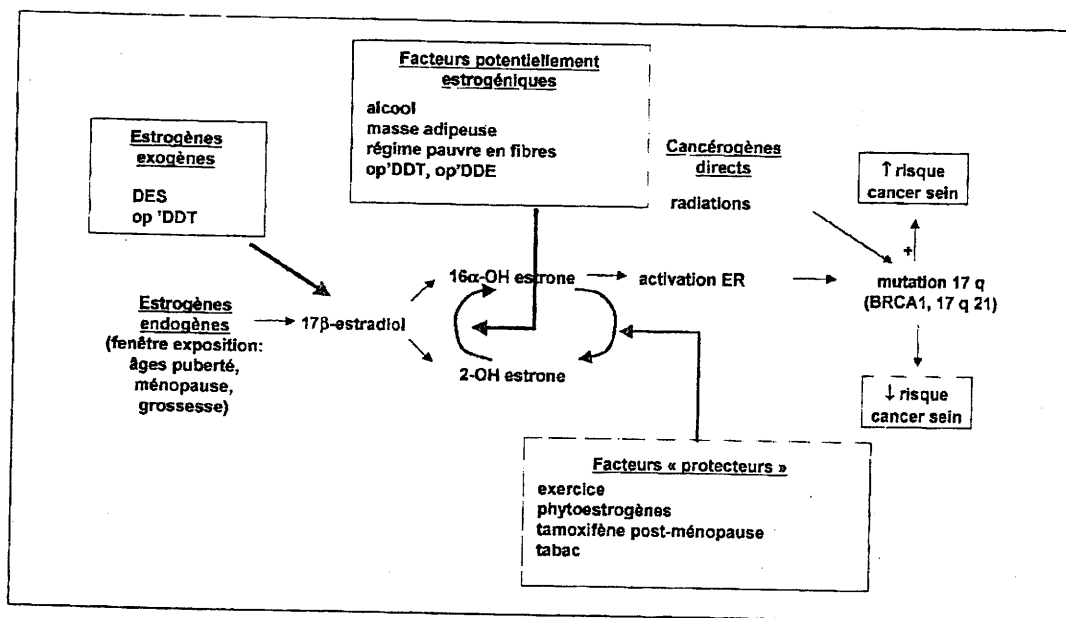 Facteurs potentiellement
estrogéniques
alcool
masse adipeuse
régime pauvre en fibres
op'DDT, op'DDE
Estrogènes
exogènes
DES
op 'DDT
Cancérogènes
directs
radiations
↑ risque
cancer sein
+
Estrogènes
endogènes
(fenêtre exposition:
âges puberté,
ménopause,
grossesse)
17β-estradiol
16α-OH estrone
2-OH estrone
activation ER
mutation 17 q
(BRCA1, 17 q 21)
↓ risque
cancer sein
Facteurs « protecteurs »
exercice
phytoestrogènes
tamoxifène post-ménopause
tabac